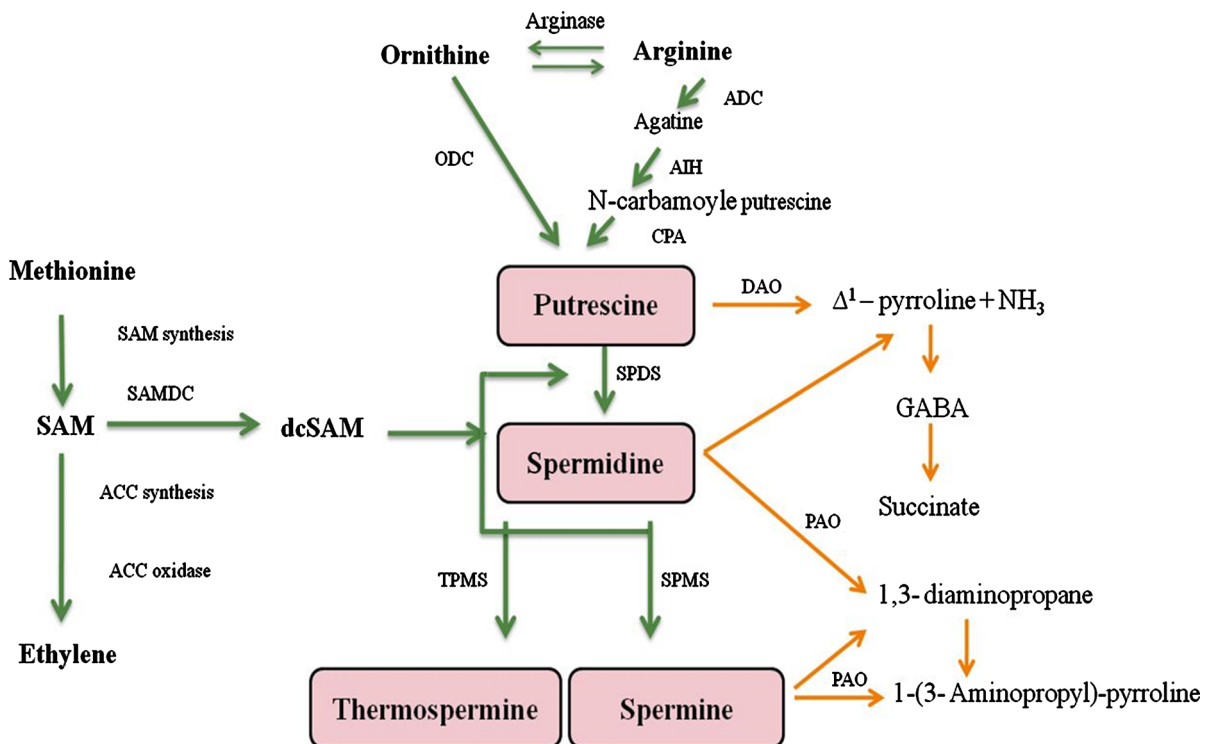 Arginase
Ornithine
Arginine
ADC
Agatine
ODC
AIH
N-carbamoyle putrescine
CPA
Methionine
Putrescine
DAO
Δ¹– pyrroline + NH₃
SAM synthesis
SPDS
SAMDC
GABA
SAM
dcSAM
Spermidine
ACC synthesis
Succinate
PAO
ACC oxidase
TPMS
SPMS
1,3- diaminopropane
Ethylene
PAO
1-(3- Aminopropyl)-pyrroline
Thermospermine
Spermine